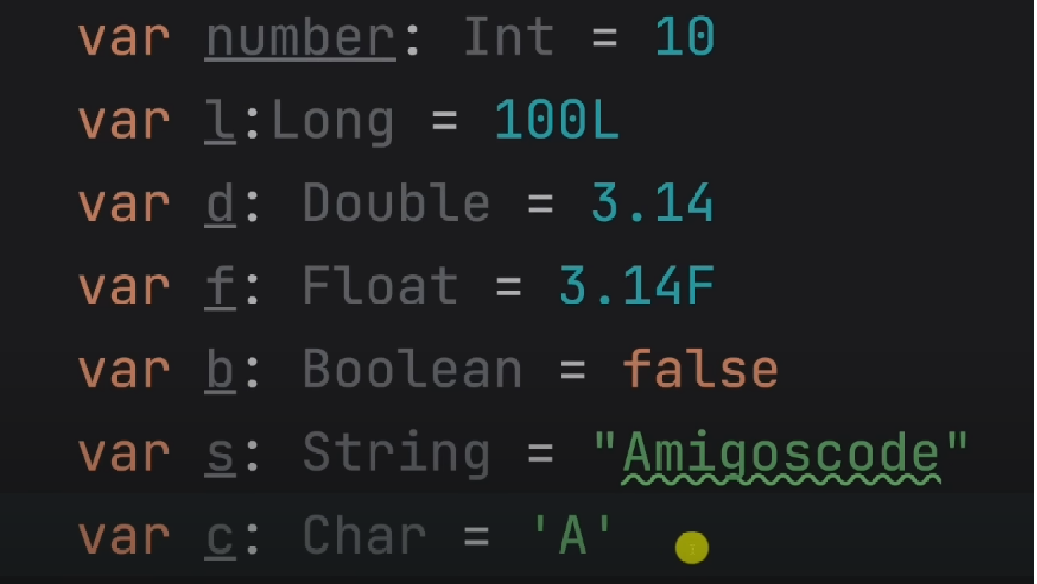 var number: Int = 10
var l:Long = 100L
var d: Double = 3.14
var f: Float = 3.14F
var b: Boolean = false
var s: String = "Amigoscode"
var c: Char = 'A'